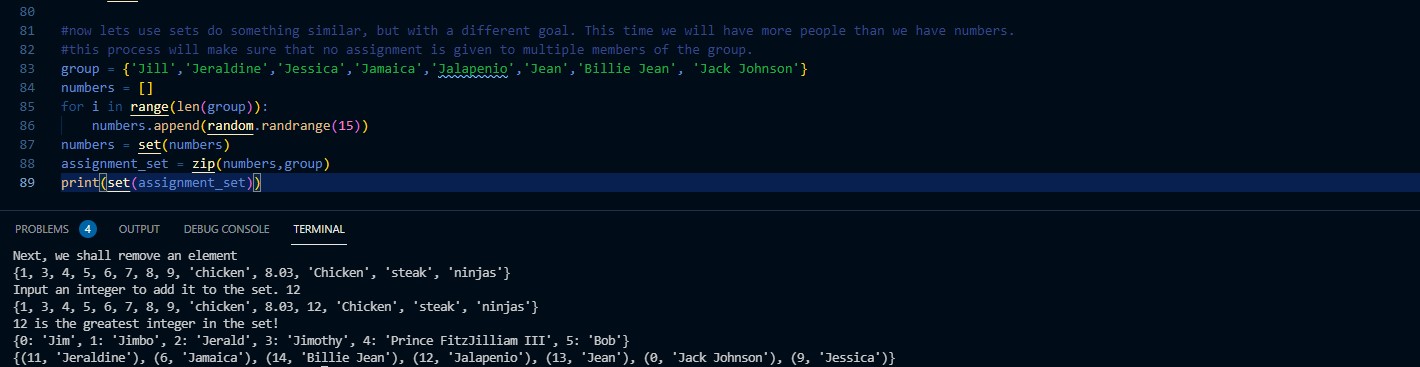 80
81 #now lets use sets do something similar, but with a different goal. This time we will have more people than we have numbers.
82 #this process will make sure that no assignment is given to multiple members of the group.
83 group = {'Jill','Jeraldine','Jessica','Jamaica','Jalapenio','Jean','Billie Jean', 'Jack Johnson'}
84 numbers = []
85 for i in range(len(group)):
86     numbers.append(random.randrange(15))
87 numbers = set(numbers)
88 assignment_set = zip(numbers,group)
89 print(set(assignment_set))
PROBLEMS 4 OUTPUT DEBUG CONSOLE TERMINAL
Next, we shall remove an element
{1, 3, 4, 5, 6, 7, 8, 9, 'chicken', 8.03, 'Chicken', 'steak', 'ninjas'}
Input an integer to add it to the set. 12
{1, 3, 4, 5, 6, 7, 8, 9, 'chicken', 8.03, 12, 'Chicken', 'steak', 'ninjas'}
12 is the greatest integer in the set!
{0: 'Jim', 1: 'Jimbo', 2: 'Jerald', 3: 'Jimothy', 4: 'Prince FitzJilliam III', 5: 'Bob'}
{(11, 'Jeraldine'), (6, 'Jamaica'), (14, 'Billie Jean'), (12, 'Jalapenio'), (13, 'Jean'), (0, 'Jack Johnson'), (9, 'Jessica')}